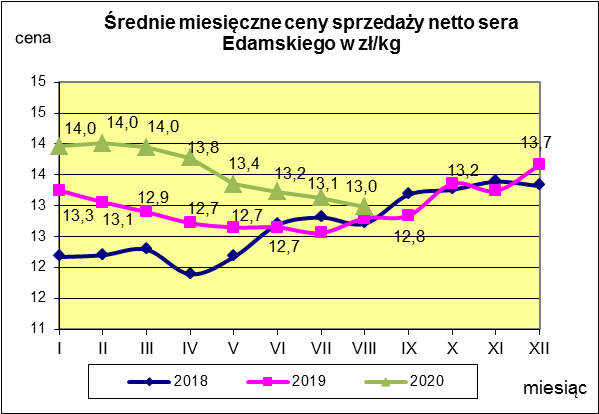 Średnie miesięczne ceny sprzedaży netto sera
Edamskiego w zł/kg
cena
15
15
14
14
13
13
12
12
11
14,0 14,0 14,0 13,8 13,4 13,2 13,1 13,0
13,3 13,1 12,9 12,7 12,7 12,7 12,8 13,2 13,7
I II III IV V VI VII VIII IX X XI XII
2018 2019 2020
miesiąc